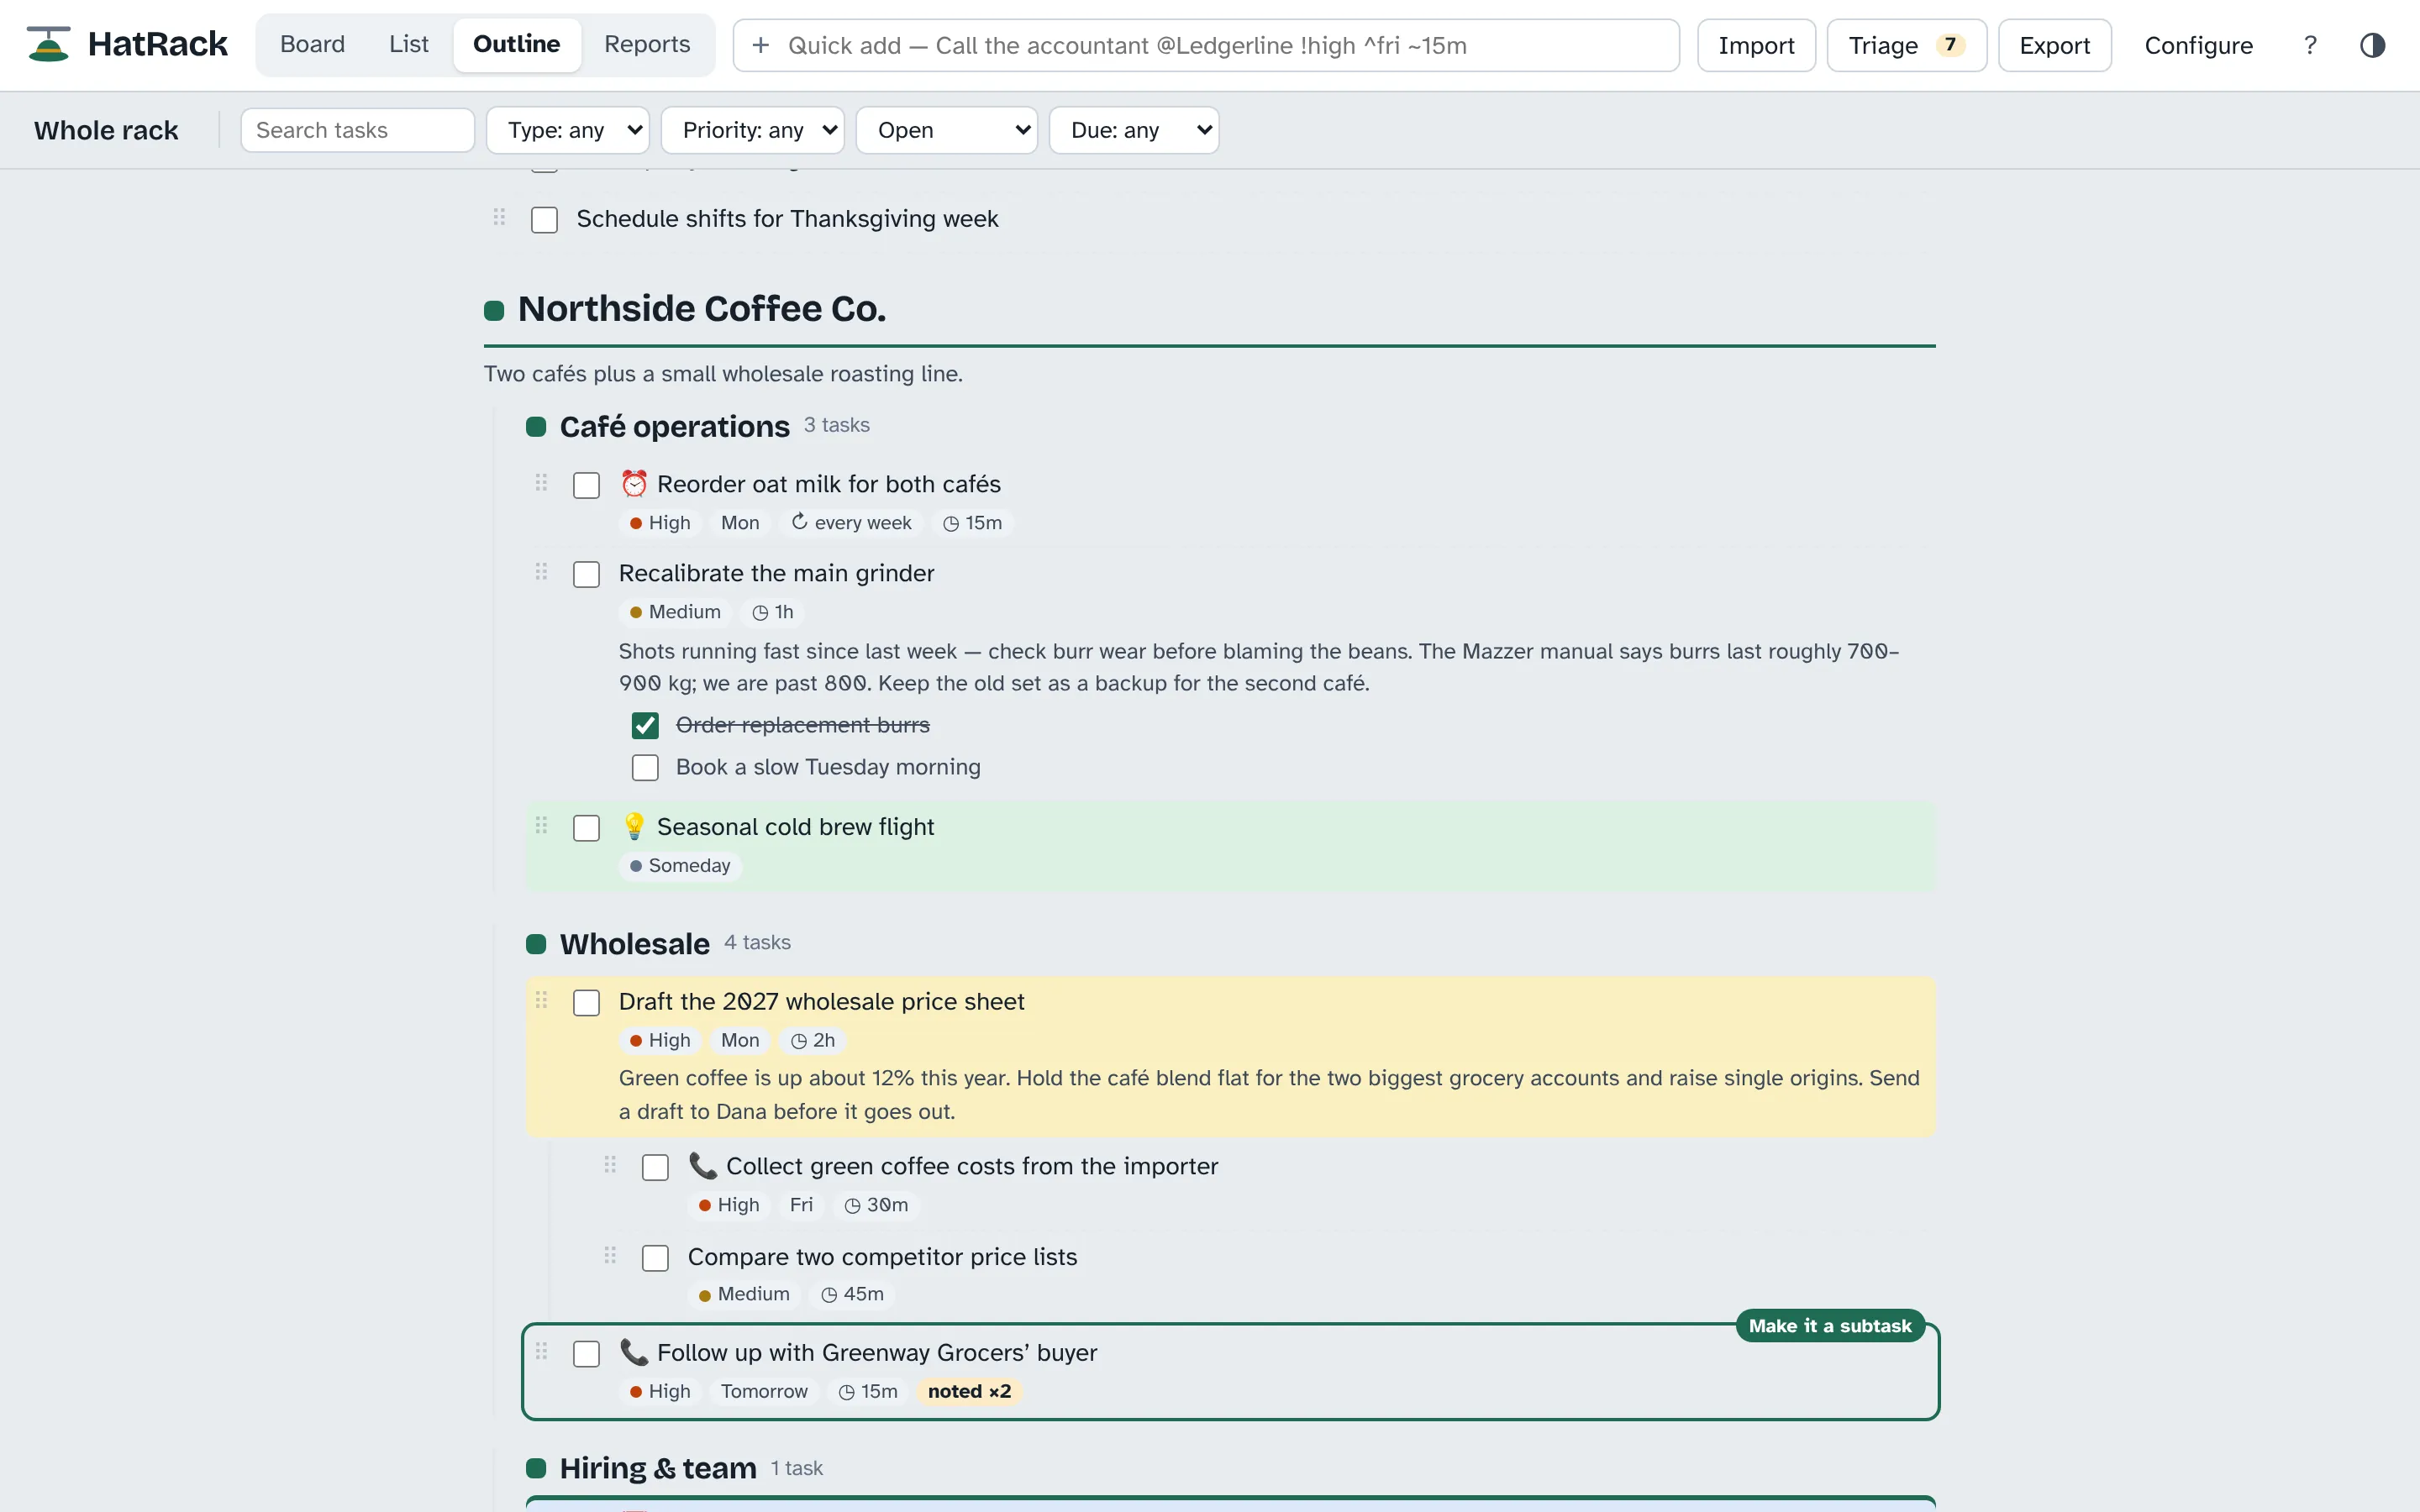 HatRack
Board
List
Outline
Reports
+ Quick add — Call the accountant @Ledgerline !high ^fri ~15m
Import
Triage 7
Export
Configure
?
Whole rack
Search tasks
Type: any
Priority: any
Open
Due: any
Schedule shifts for Thanksgiving week
Northside Coffee Co.
Two cafés plus a small wholesale roasting line.
Café operations 3 tasks
Reorder oat milk for both cafés
High Mon every week 15m
Recalibrate the main grinder
Medium 1h
Shots running fast since last week — check burr wear before blaming the beans. The Mazzer manual says burrs last roughly 700–
900 kg; we are past 800. Keep the old set as a backup for the second café.
Order replacement burrs
Book a slow Tuesday morning
Seasonal cold brew flight
Someday
Wholesale 4 tasks
Draft the 2027 wholesale price sheet
High Mon 2h
Green coffee is up about 12% this year. Hold the café blend flat for the two biggest grocery accounts and raise single origins. Send
a draft to Dana before it goes out.
Collect green coffee costs from the importer
High Fri 30m
Compare two competitor price lists
Medium 45m
Make it a subtask
Follow up with Greenway Grocers’ buyer
High Tomorrow 15m noted ×2
Hiring & team 1 task